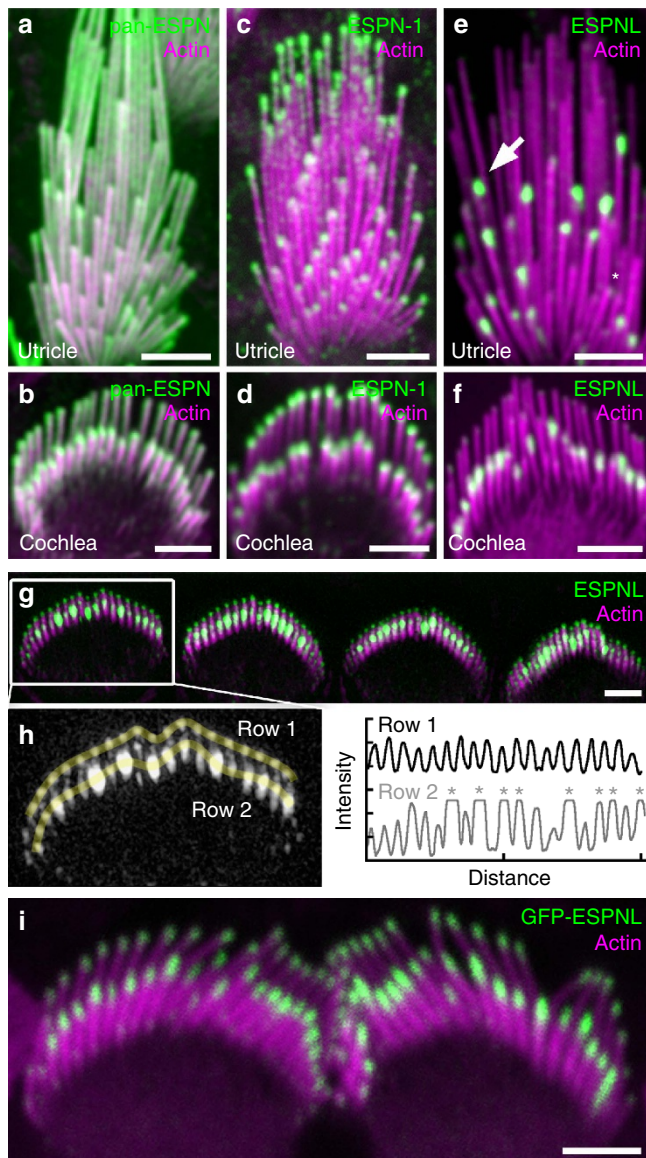 a
pan-ESPN
Actin
Utricle
c
ESPN-1
Actin
Utricle
e
ESPNL
Actin
*
Utricle
b
pan-ESPN
Actin
Cochlea
d
ESPN-1
Actin
f
ESPNL
Actin
Cochlea
g
ESPNL
Actin
h
Row 1
Row 2
Intensity
Row 1
Row 2
* * * * * * * *
Distance
i
GFP-ESPNL
Actin